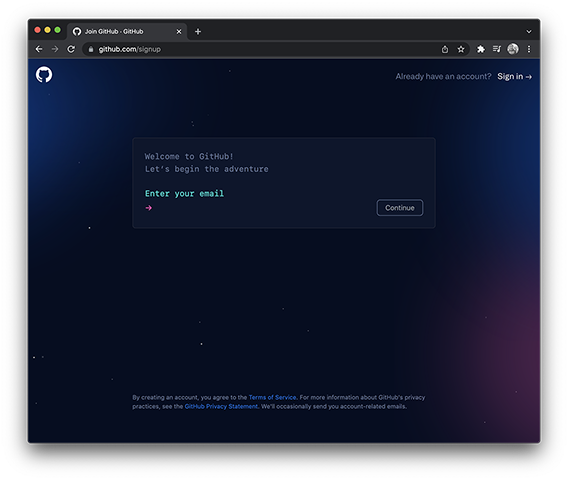 Join GitHub · GitHub
github.com/signup
Already have an account? Sign in →
Welcome to GitHub!
Let's begin the adventure
Enter your email
→ Continue
By creating an account, you agree to the Terms of Service. For more information about GitHub's privacy
practices, see the GitHub Privacy Statement. We'll occasionally send you account-related emails.